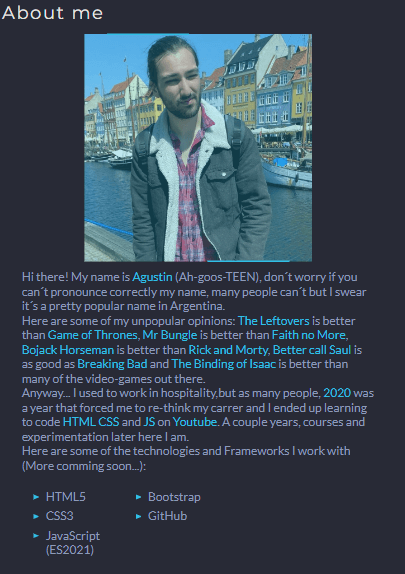 About me
Hi there! My name is Agustin (Ah-goos-TEEN), don´t worry if you
can´t pronounce correctly my name, many people can´t but I swear
it´s a pretty popular name in Argentina.
Here are some of my unpopular opinions: The Leftovers is better
than Game of Thrones, Mr Bungle is better than Faith no More,
Bojack Horseman is better than Rick and Morty, Better call Saul is
as good as Breaking Bad and The Binding of Isaac is better than
many of the video-games out there.
Anyway... I used to work in hospitality,but as many people, 2020 was
a year that forced me to re-think my carrer and I ended up learning
to code HTML CSS and JS on Youtube. A couple years, courses and
experimentation later here I am.
Here are some of the technologies and Frameworks I work with
(More comming soon...):
► HTML5
► CSS3
► JavaScript
(ES2021)
► Bootstrap
► GitHub